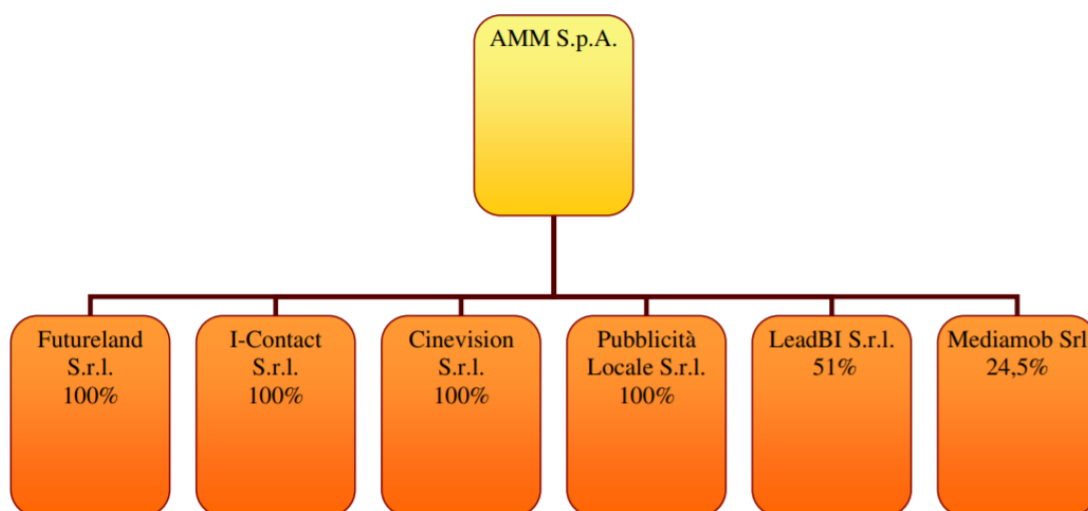 AMM S.p.A.
Futureland
S.r.l.
100%
I-Contact
S.r.l.
100%
Cinevision
S.r.l.
100%
Pubblicità
Locale S.r.l.
100%
LeadBI S.r.l.
51%
Mediamob Srl
24,5%